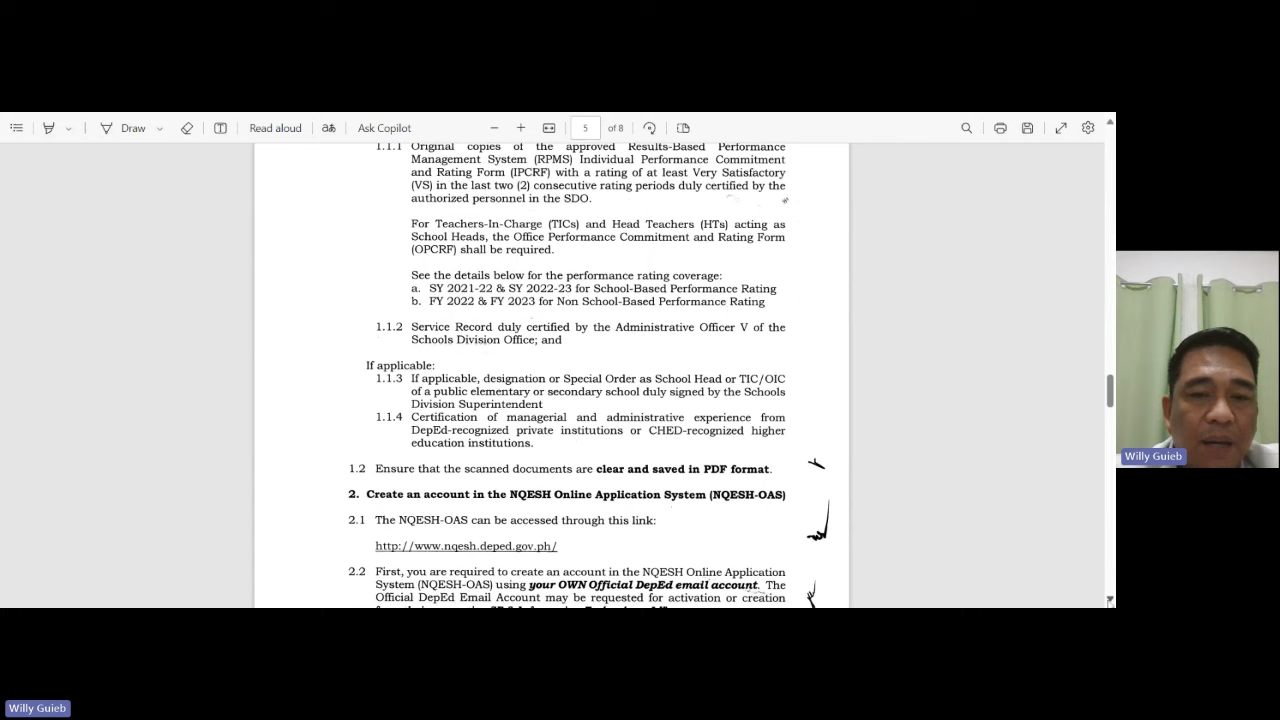 Draw
Read aloud
Ask Copilot
5 of 8
1.1.1 Original copies of the approved Results-Based Performance
Management System (RPMS) Individual Performance Commitment
and Rating Form (IPCRF) with a rating of at least Very Satisfactory
(VS) in the last two (2) consecutive rating periods duly certified by the
authorized personnel in the SDO.
For Teachers-In-Charge (TICs) and Head Teachers (HTs) acting as
School Heads, the Office Performance Commitment and Rating Form
(OPCRF) shall be required.
See the details below for the performance rating coverage:
a. SY 2021-22 & SY 2022-23 for School-Based Performance Rating
b. FY 2022 & FY 2023 for Non School-Based Performance Rating
1.1.2 Service Record duly certified by the Administrative Officer V of the
Schools Division Office; and
If applicable:
1.1.3 If applicable, designation or Special Order as School Head or TIC/OIC
of a public elementary or secondary school duly signed by the Schools
Division Superintendent
1.1.4 Certification of managerial and administrative experience from
DepEd-recognized private institutions or CHED-recognized higher
education institutions.
1.2 Ensure that the scanned documents are clear and saved in PDF format.
2. Create an account in the NQESH Online Application System (NQESH-OAS)
2.1 The NQESH-OAS can be accessed through this link:
http://www.nqesh.deped.gov.ph/
2.2 First, you are required to create an account in the NQESH Online Application
System (NQESH-OAS) using your OWN Official DepEd email account. The
Official DepEd Email Account may be requested for activation or creation
Willy Guieb
Willy Guieb